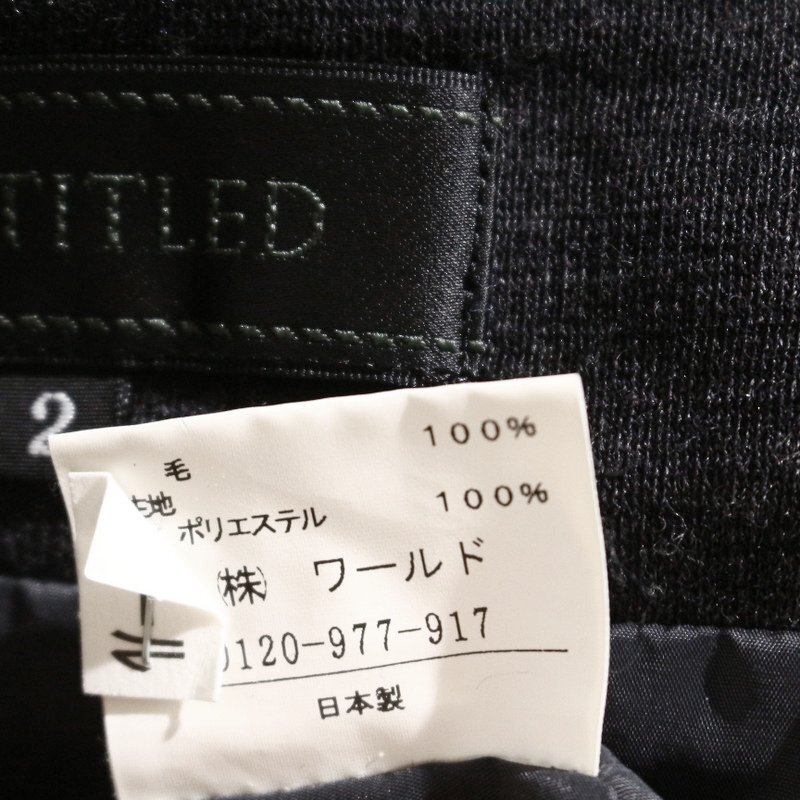 TITLED
2
毛 100%
地
ポリエステル 100%
(株) ワールド
0120-977-917
日本製